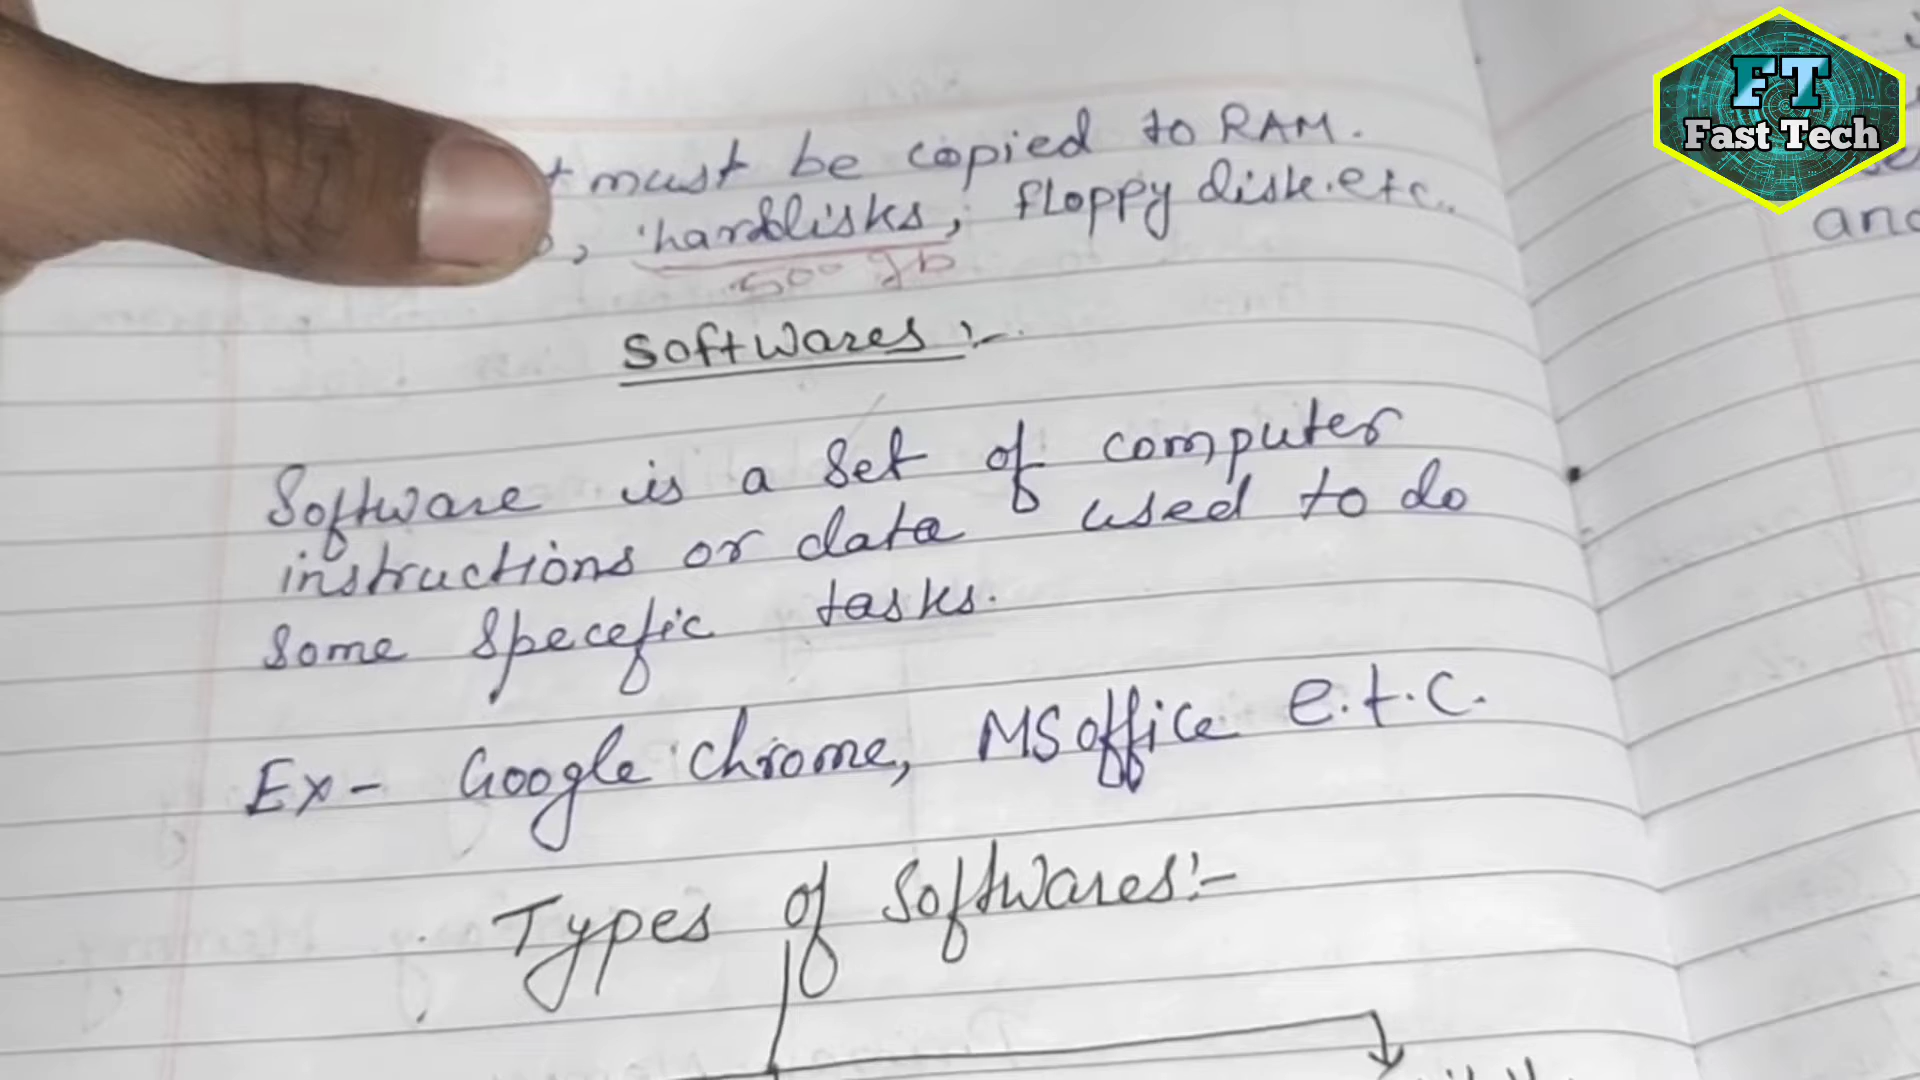 must be copied to RAM.
, harddisks, floppy disk.etc..
500 gb
Softwares :-
Software is a set of computer
instructions or data used to do
some specefic tasks.
Ex- Google chrome, MS office e.t.c.
Types of Softwares:-
FT
Fast Tech
and